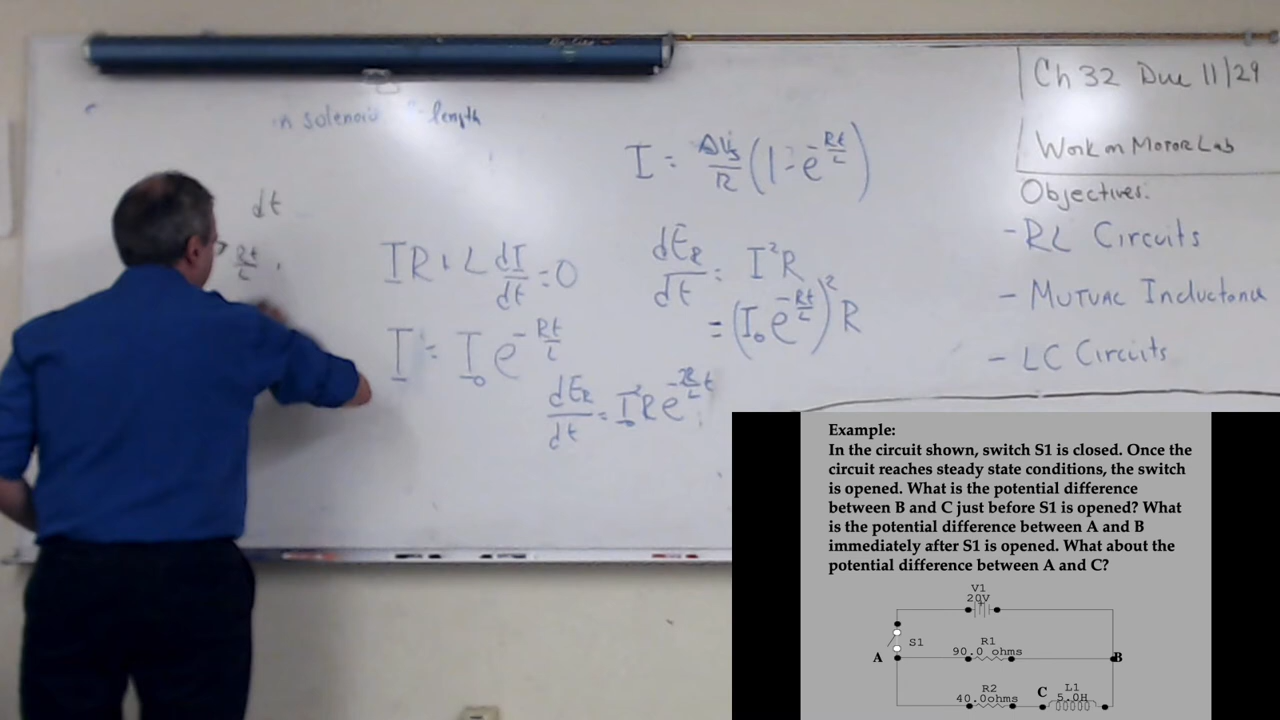 n solenoid length
dt
Rt/L
I = ΔVs/R (1 - e^-Rt/L)
IR + L dI/dt = 0
I = I₀ e^-Rt/L
dE_R/dt = I²R
= (I₀ e^-Rt/L)² R
dE_R/dt = I₀² R e^-2R/L t
Ch 32 Due 11/29
Work on Motor Lab
Objectives:
- RL Circuits
- Mutual Inductance
- LC Circuits
Example:
In the circuit shown, switch S1 is closed. Once the
circuit reaches steady state conditions, the switch
is opened. What is the potential difference
between B and C just before S1 is opened? What
is the potential difference between A and B
immediately after S1 is opened. What about the
potential difference between A and C?
V1
20V
S1
R1
90.0 ohms
A
B
R2
40.0ohms
C
L1
5.0H